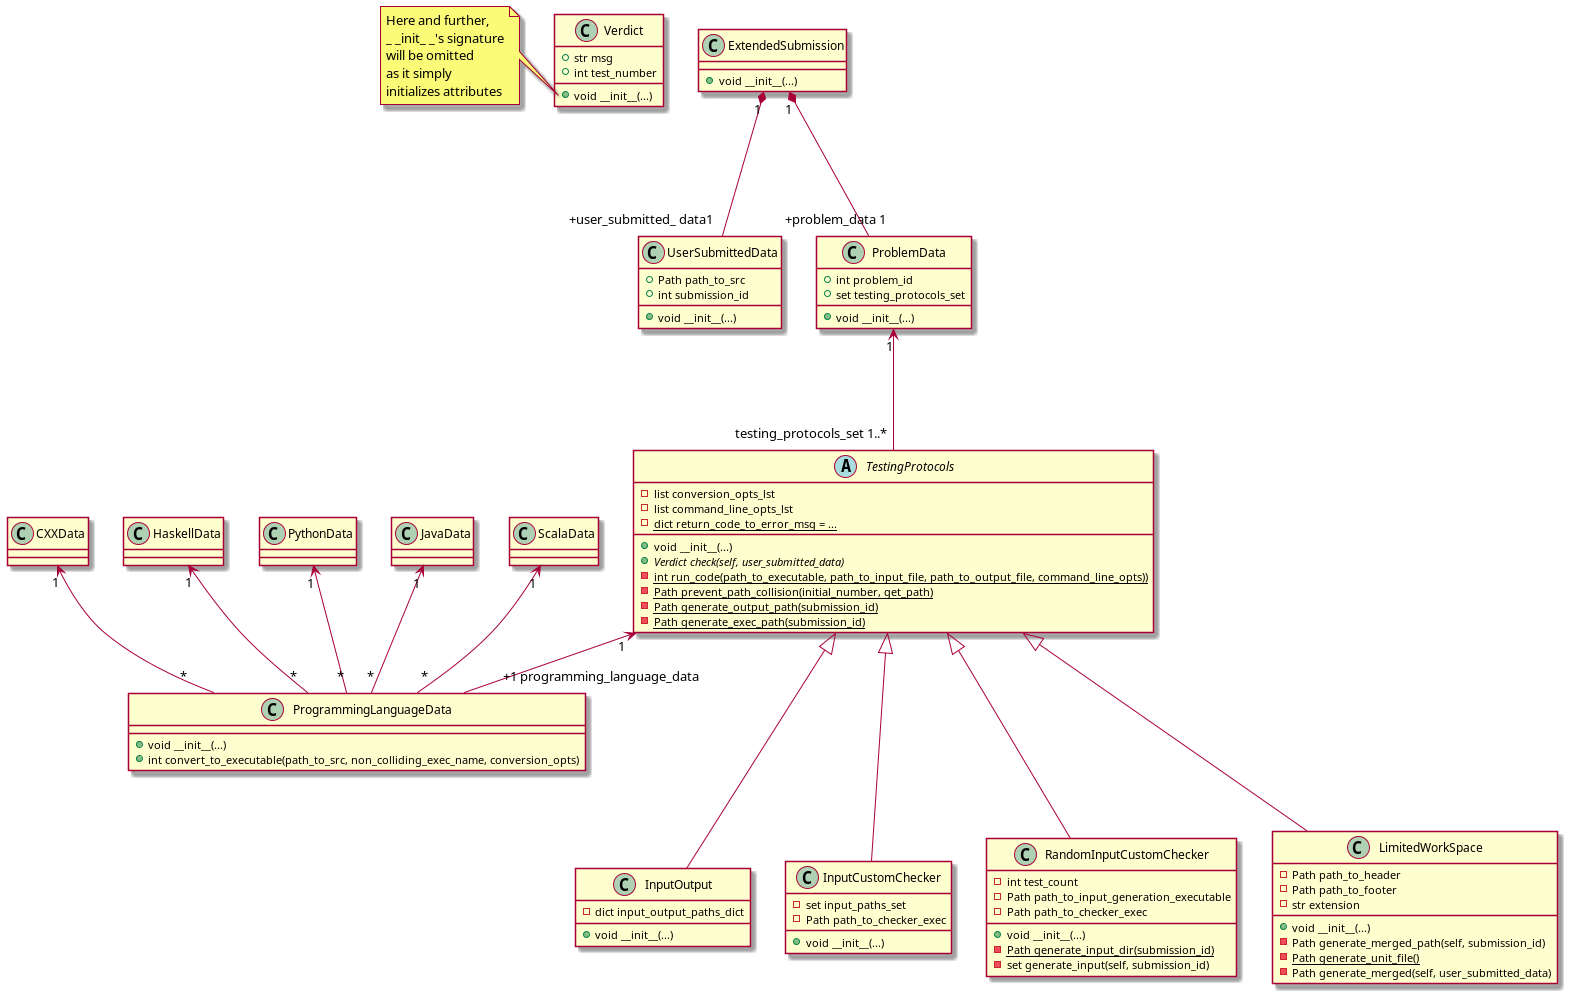 Here and further,
_ _init_ _'s signature
will be omitted
as it simply
initializes attributes
C Verdict
str msg
int test_number
void __init__(...)
C ExtendedSubmission
void __init__(...)
1
1
+user_submitted_ data1
+problem_data 1
C UserSubmittedData
Path path_to_src
int submission_id
void __init__(...)
C ProblemData
int problem_id
set testing_protocols_set
void __init__(...)
1
testing_protocols_set 1..*
A TestingProtocols
list conversion_opts_lst
list command_line_opts_lst
dict return_code_to_error_msg = ...
void __init__(...)
Verdict check(self, user_submitted_data)
int run_code(path_to_executable, path_to_input_file, path_to_output_file, command_line_opts))
Path prevent_path_collision(initial_number, get_path)
Path generate_output_path(submission_id)
Path generate_exec_path(submission_id)
C CXXData
C HaskellData
C PythonData
C JavaData
C ScalaData
1
1
1
1
1
1
*
*
*
*
*
+1 programming_language_data
C ProgrammingLanguageData
void __init__(...)
int convert_to_executable(path_to_src, non_colliding_exec_name, conversion_opts)
C InputOutput
dict input_output_paths_dict
void __init__(...)
C InputCustomChecker
set input_paths_set
Path path_to_checker_exec
void __init__(...)
C RandomInputCustomChecker
int test_count
Path path_to_input_generation_executable
Path path_to_checker_exec
void __init__(...)
Path generate_input_dir(submission_id)
set generate_input(self, submission_id)
C LimitedWorkSpace
Path path_to_header
Path path_to_footer
str extension
void __init__(...)
Path generate_merged_path(self, submission_id)
Path generate_unit_file()
Path generate_merged(self, user_submitted_data)